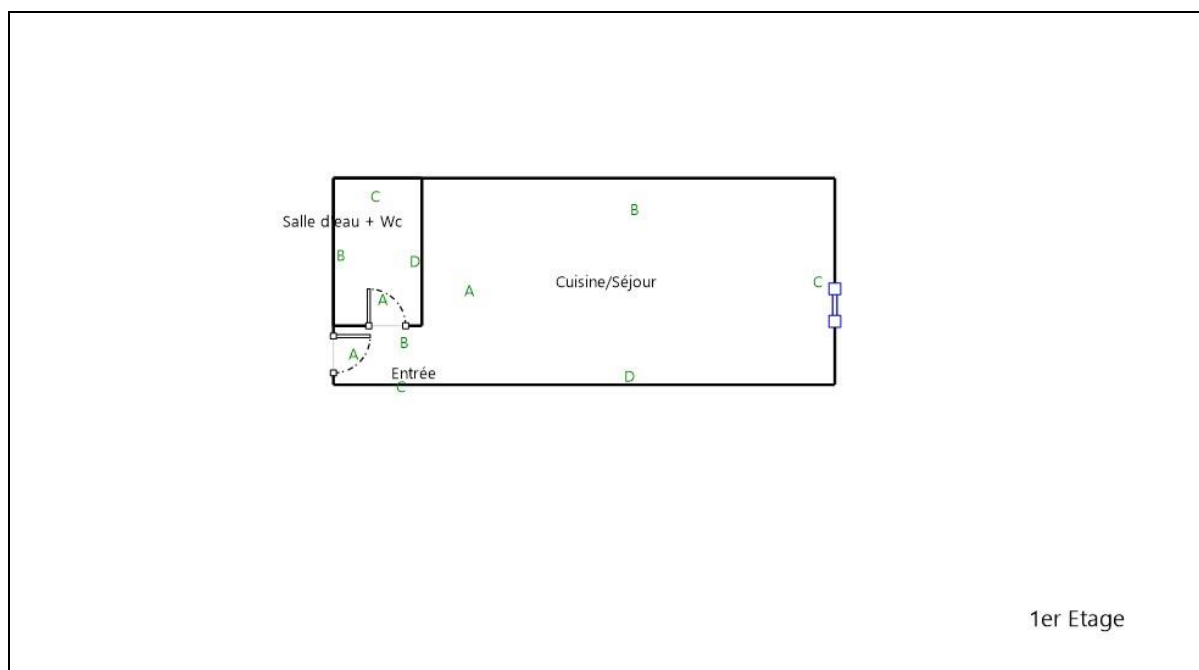 C
B
Salle d'eau + Wc
B
D
A
Cuisine/Séjour
C
A
B
A
Entrée
C
D
1er Etage